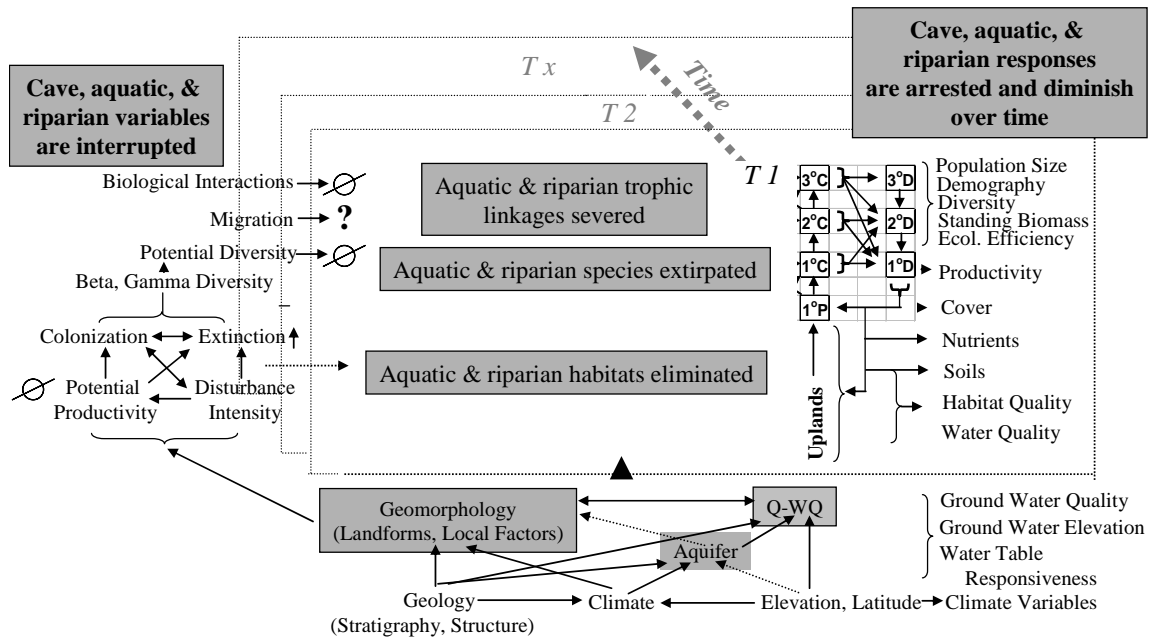 Cave, aquatic, &
riparian variables
are interrupted
Cave, aquatic, &
riparian responses
are arrested and diminish
over time
T x
T 2
Time
T 1
Biological Interactions
Migration
?
Potential Diversity
Beta, Gamma Diversity
Colonization
Extinction
Potential
Productivity
Disturbance
Intensity
Aquatic & riparian trophic
linkages severed
Aquatic & riparian species extirpated
Aquatic & riparian habitats eliminated
3°C
3°D
2°C
2°D
1°C
1°D
1°P
Uplands
Population Size
Demography
Diversity
Standing Biomass
Ecol. Efficiency
Productivity
Cover
Nutrients
Soils
Habitat Quality
Water Quality
Geomorphology
(Landforms, Local Factors)
Q-WQ
Aquifer
Geology
(Stratigraphy, Structure)
Climate
Elevation, Latitude
Ground Water Quality
Ground Water Elevation
Water Table
Responsiveness
Climate Variables